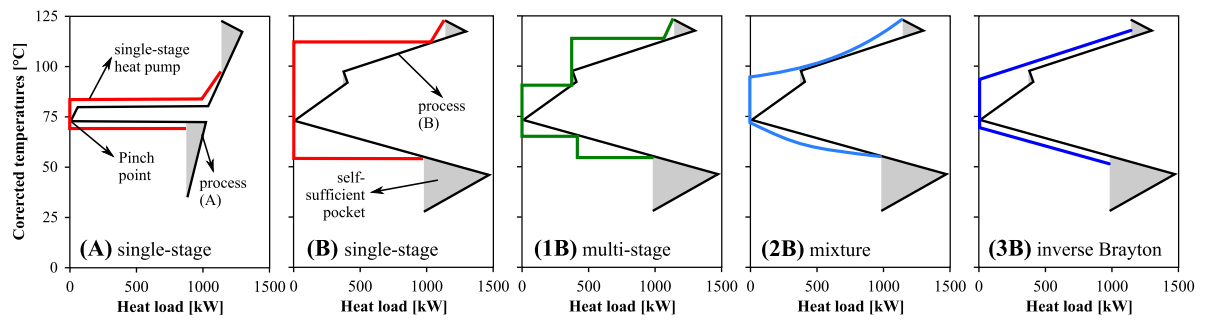 Corercted temperatures [°C]
125
100
75
50
25
0
single-stage
heat pump
Pinch
point
process
(A)
(A) single-stage
0 500 1000 1500
Heat load [kW]
process
(B)
self-
sufficient
pocket
(B) single-stage
0 500 1000 1500
Heat load [kW]
(1B) multi-stage
0 500 1000 1500
Heat load [kW]
(2B) mixture
0 500 1000 1500
Heat load [kW]
(3B) inverse Brayton
0 500 1000 1500
Heat load [kW]